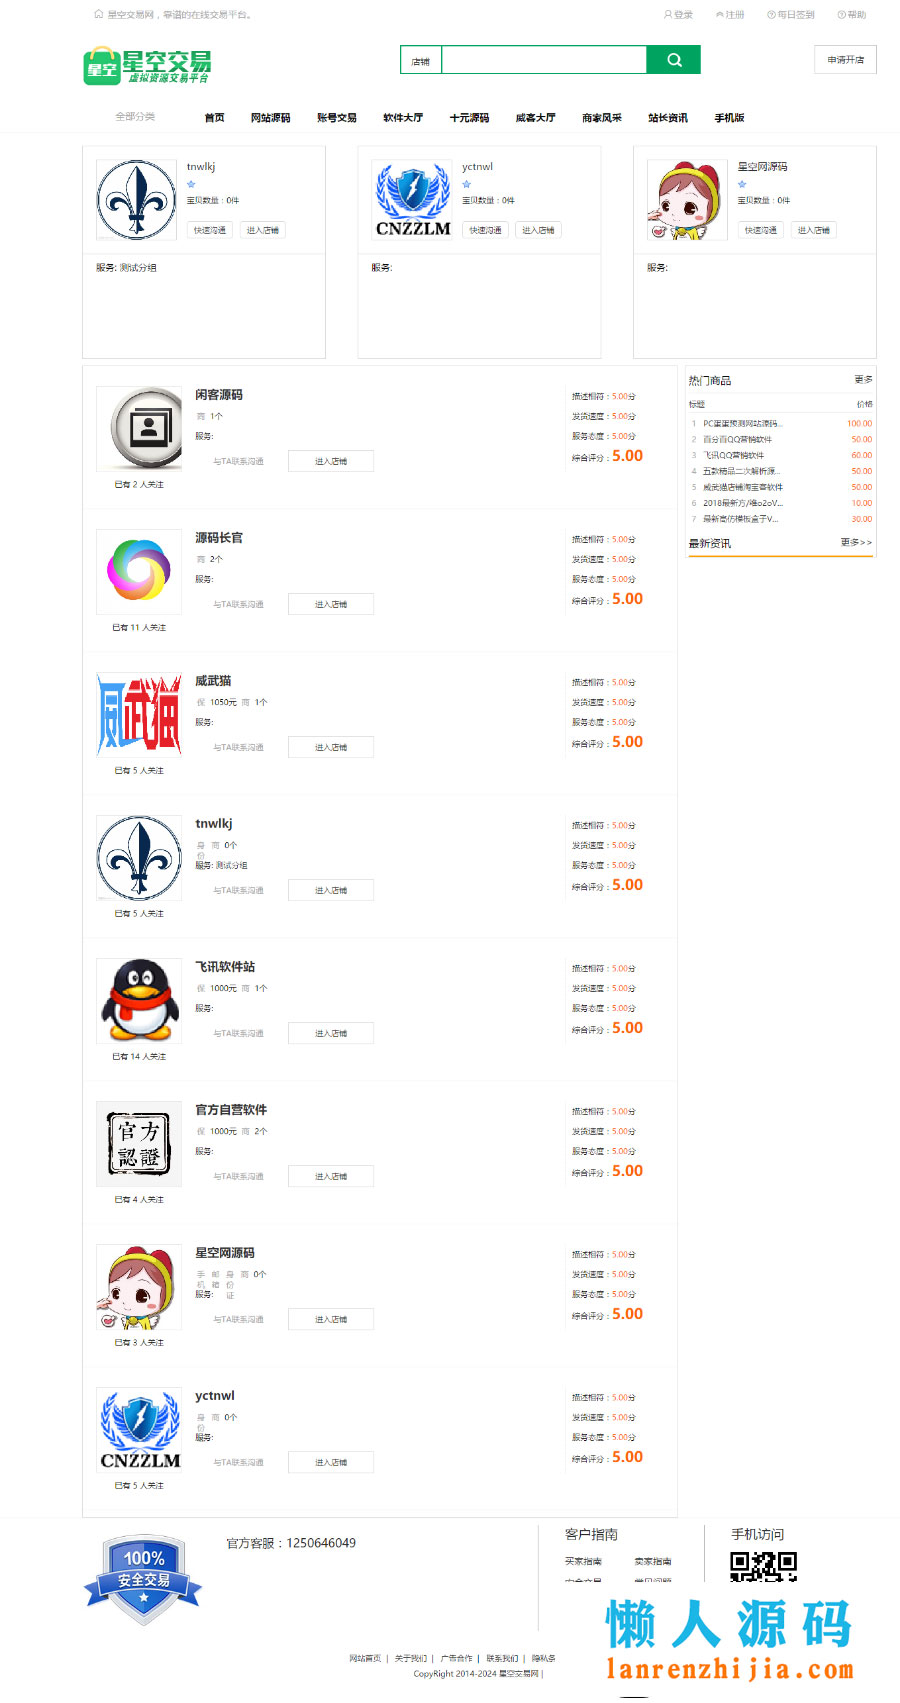 星空交易网，靠谱的在线交易平台。 登录 注册 每日签到 帮助
星空 星空交易
虚拟资源交易平台
店铺
申请开店
全部分类 首页 网站源码 账号交易 软件大厅 十元源码 威客大厅 商家风采 站长资讯 手机版
tnwlkj
宝贝数量：0件
快速沟通 进入店铺
服务: 测试分组
yctnwl
宝贝数量：0件
CNZZLM
快速沟通 进入店铺
服务:
星空网源码
宝贝数量：0件
快速沟通 进入店铺
服务:
闲客源码
商 1个
服务:
与TA联系沟通 进入店铺
已有 2 人关注
描述相符：5.00分
发货速度：5.00分
服务态度：5.00分
综合评分：5.00
源码长官
商 2个
服务:
与TA联系沟通 进入店铺
已有 11 人关注
描述相符：5.00分
发货速度：5.00分
服务态度：5.00分
综合评分：5.00
威武猫
威武猫
保 1050元 商 1个
服务:
与TA联系沟通 进入店铺
已有 5 人关注
描述相符：5.00分
发货速度：5.00分
服务态度：5.00分
综合评分：5.00
tnwlkj
身份 商 0个
服务: 测试分组
与TA联系沟通 进入店铺
已有 5 人关注
描述相符：5.00分
发货速度：5.00分
服务态度：5.00分
综合评分：5.00
飞讯软件站
保 1000元 商 1个
服务:
与TA联系沟通 进入店铺
已有 14 人关注
描述相符：5.00分
发货速度：5.00分
服务态度：5.00分
综合评分：5.00
官方認證
官方自营软件
保 1000元 商 2个
服务:
与TA联系沟通 进入店铺
已有 4 人关注
描述相符：5.00分
发货速度：5.00分
服务态度：5.00分
综合评分：5.00
星空网源码
手机 邮箱 身份证 商 0个
服务:
与TA联系沟通 进入店铺
已有 3 人关注
描述相符：5.00分
发货速度：5.00分
服务态度：5.00分
综合评分：5.00
CNZZLM
yctnwl
身份 商 0个
服务:
与TA联系沟通 进入店铺
已有 5 人关注
描述相符：5.00分
发货速度：5.00分
服务态度：5.00分
综合评分：5.00
热门商品 更多
标题 价格
1 PC蛋蛋预测网站源码... 100.00
2 百分百QQ营销软件 50.00
3 飞讯QQ营销软件 60.00
4 五款精品二次解析源... 50.00
5 威武猫店铺淘宝客软件 50.00
6 2018最新方/维o2oV... 10.00
7 最新高仿模板盒子V... 30.00
最新资讯 更多>>
100%
安全交易
官方客服：1250646049
客户指南
买家指南 卖家指南
安全交易 常见问题
手机访问
网站首页 | 关于我们 | 广告合作 | 联系我们 | 隐私条
CopyRight 2014-2024 星空交易网 |
懒人源码
lanrenzhijia.com